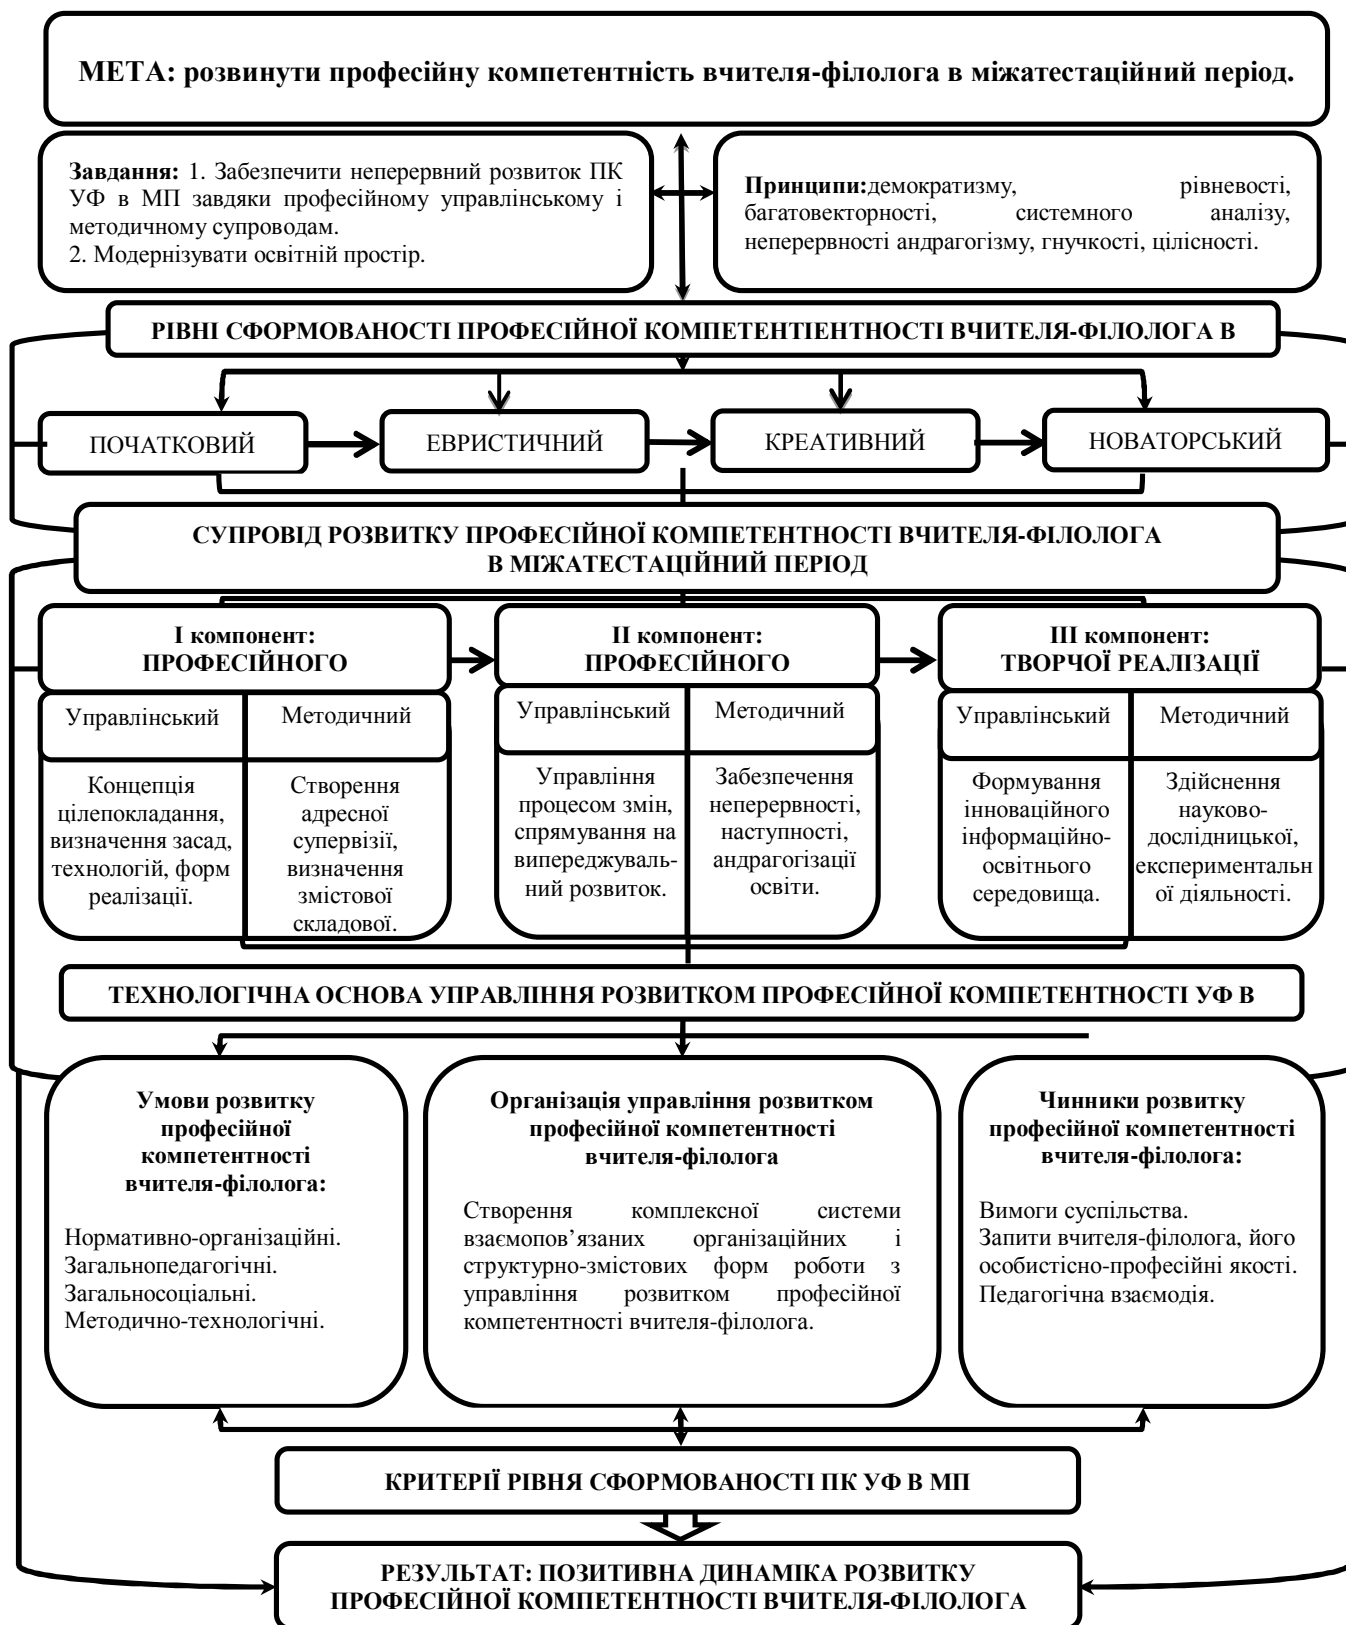 МЕТА: розвинути професійну компетентність вчителя-філолога в міжатестаційний період.
Завдання: 1. Забезпечити неперервний розвиток ПК
УФ в МП завдяки професійному управлінському і
методичному супроводам.
2. Модернізувати освітній простір.
Принципи:демократизму, рівневості,
багатовекторності, системного аналізу,
неперервності андрагогізму, гнучкості, цілісності.
РІВНІ СФОРМОВАНОСТІ ПРОФЕСІЙНОЇ КОМПЕТЕНТІЕНТНОСТІ ВЧИТЕЛЯ-ФІЛОЛОГА В
ПОЧАТКОВИЙ
ЕВРИСТИЧНИЙ
КРЕАТИВНИЙ
НОВАТОРСЬКИЙ
СУПРОВІД РОЗВИТКУ ПРОФЕСІЙНОЇ КОМПЕТЕНТНОСТІ ВЧИТЕЛЯ-ФІЛОЛОГА
В МІЖАТЕСТАЦІЙНИЙ ПЕРІОД
І компонент:
ПРОФЕСІЙНОГО
Управлінський
Методичний
Концепція
цілепокладання,
визначення засад,
технологій, форм
реалізації.
Створення
адресної
супервізії,
визначення
змістової
складової.
ІІ компонент:
ПРОФЕСІЙНОГО
Управлінський
Методичний
Управління
процесом змін,
спрямування на
випереджуваль-
ний розвиток.
Забезпечення
неперервності,
наступності,
андрагогізації
освіти.
ІІІ компонент:
ТВОРЧОЇ РЕАЛІЗАЦІЇ
Управлінський
Методичний
Формування
інноваційного
інформаційно-
освітнього
середовища.
Здійснення
науково-
дослідницької,
експериментальн
ої діяльності.
ТЕХНОЛОГІЧНА ОСНОВА УПРАВЛІННЯ РОЗВИТКОМ ПРОФЕСІЙНОЇ КОМПЕТЕНТНОСТІ УФ В
Умови розвитку
професійної
компетентності
вчителя-філолога:
Нормативно-організаційні.
Загальнопедагогічні.
Загальносоціальні.
Методично-технологічні.
Організація управління розвитком
професійної компетентності
вчителя-філолога
Створення комплексної системи
взаємопов’язаних організаційних і
структурно-змістових форм роботи з
управління розвитком професійної
компетентності вчителя-філолога.
Чинники розвитку
професійної компетентності
вчителя-філолога:
Вимоги суспільства.
Запити вчителя-філолога, його
особистісно-професійні якості.
Педагогічна взаємодія.
КРИТЕРІЇ РІВНЯ СФОРМОВАНОСТІ ПК УФ В МП
РЕЗУЛЬТАТ: ПОЗИТИВНА ДИНАМІКА РОЗВИТКУ
ПРОФЕСІЙНОЇ КОМПЕТЕНТНОСТІ ВЧИТЕЛЯ-ФІЛОЛОГА